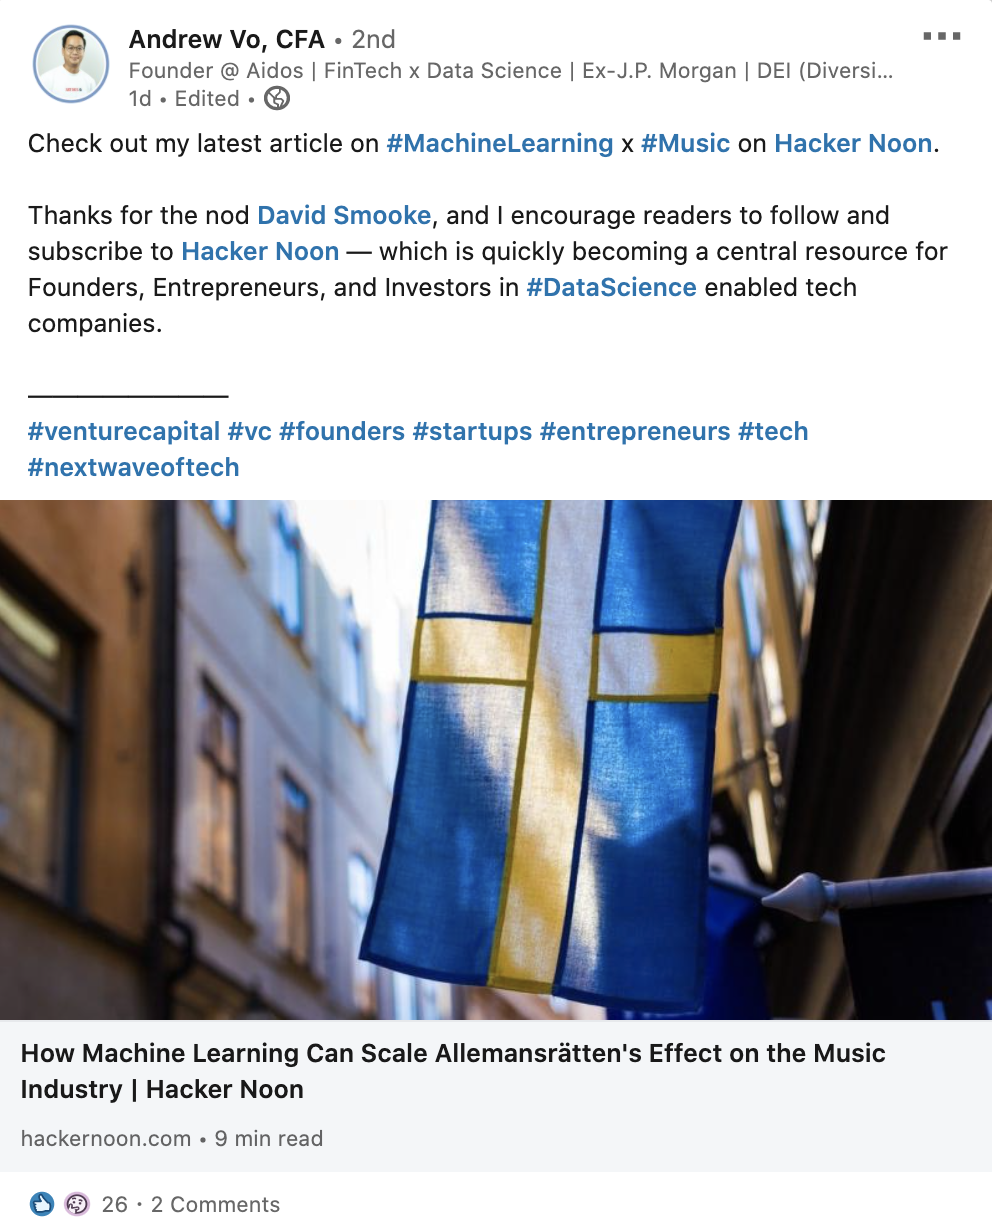 Andrew Vo, CFA • 2nd
Founder @ Aidos | FinTech x Data Science | Ex-J.P. Morgan | DEI (Diversi...
1d • Edited •
Check out my latest article on #MachineLearning x #Music on Hacker Noon.
Thanks for the nod David Smooke, and I encourage readers to follow and
subscribe to Hacker Noon — which is quickly becoming a central resource for
Founders, Entrepreneurs, and Investors in #DataScience enabled tech
companies.
#venturecapital #vc #founders #startups #entrepreneurs #tech
#nextwaveoftech
How Machine Learning Can Scale Allemansrätten's Effect on the Music
Industry | Hacker Noon
hackernoon.com • 9 min read
26 · 2 Comments